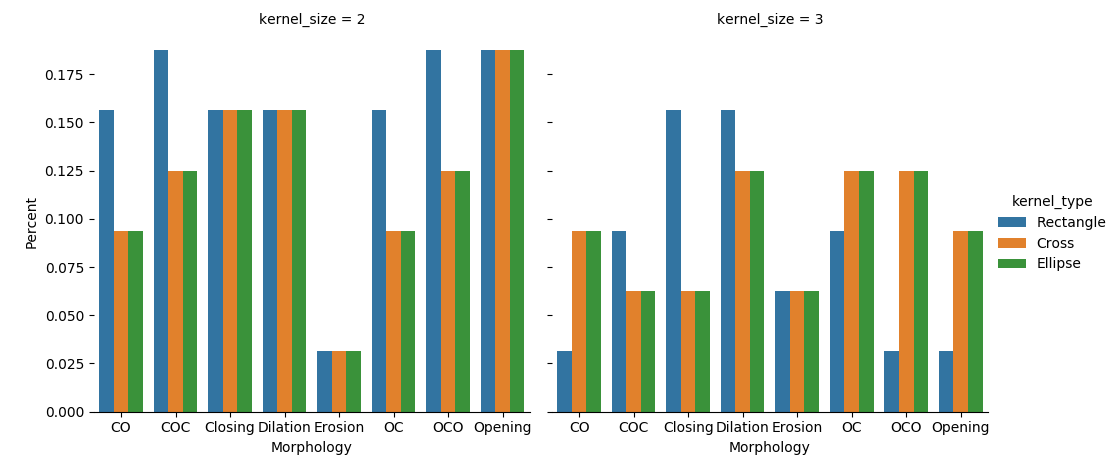 kernel_size = 2
kernel_size = 3
Percent
0.175
0.150
0.125
0.100
0.075
0.050
0.025
0.000
CO COC Closing Dilation Erosion OC OCO Opening
Morphology
CO COC Closing Dilation Erosion OC OCO Opening
Morphology
kernel_type
Rectangle
Cross
Ellipse